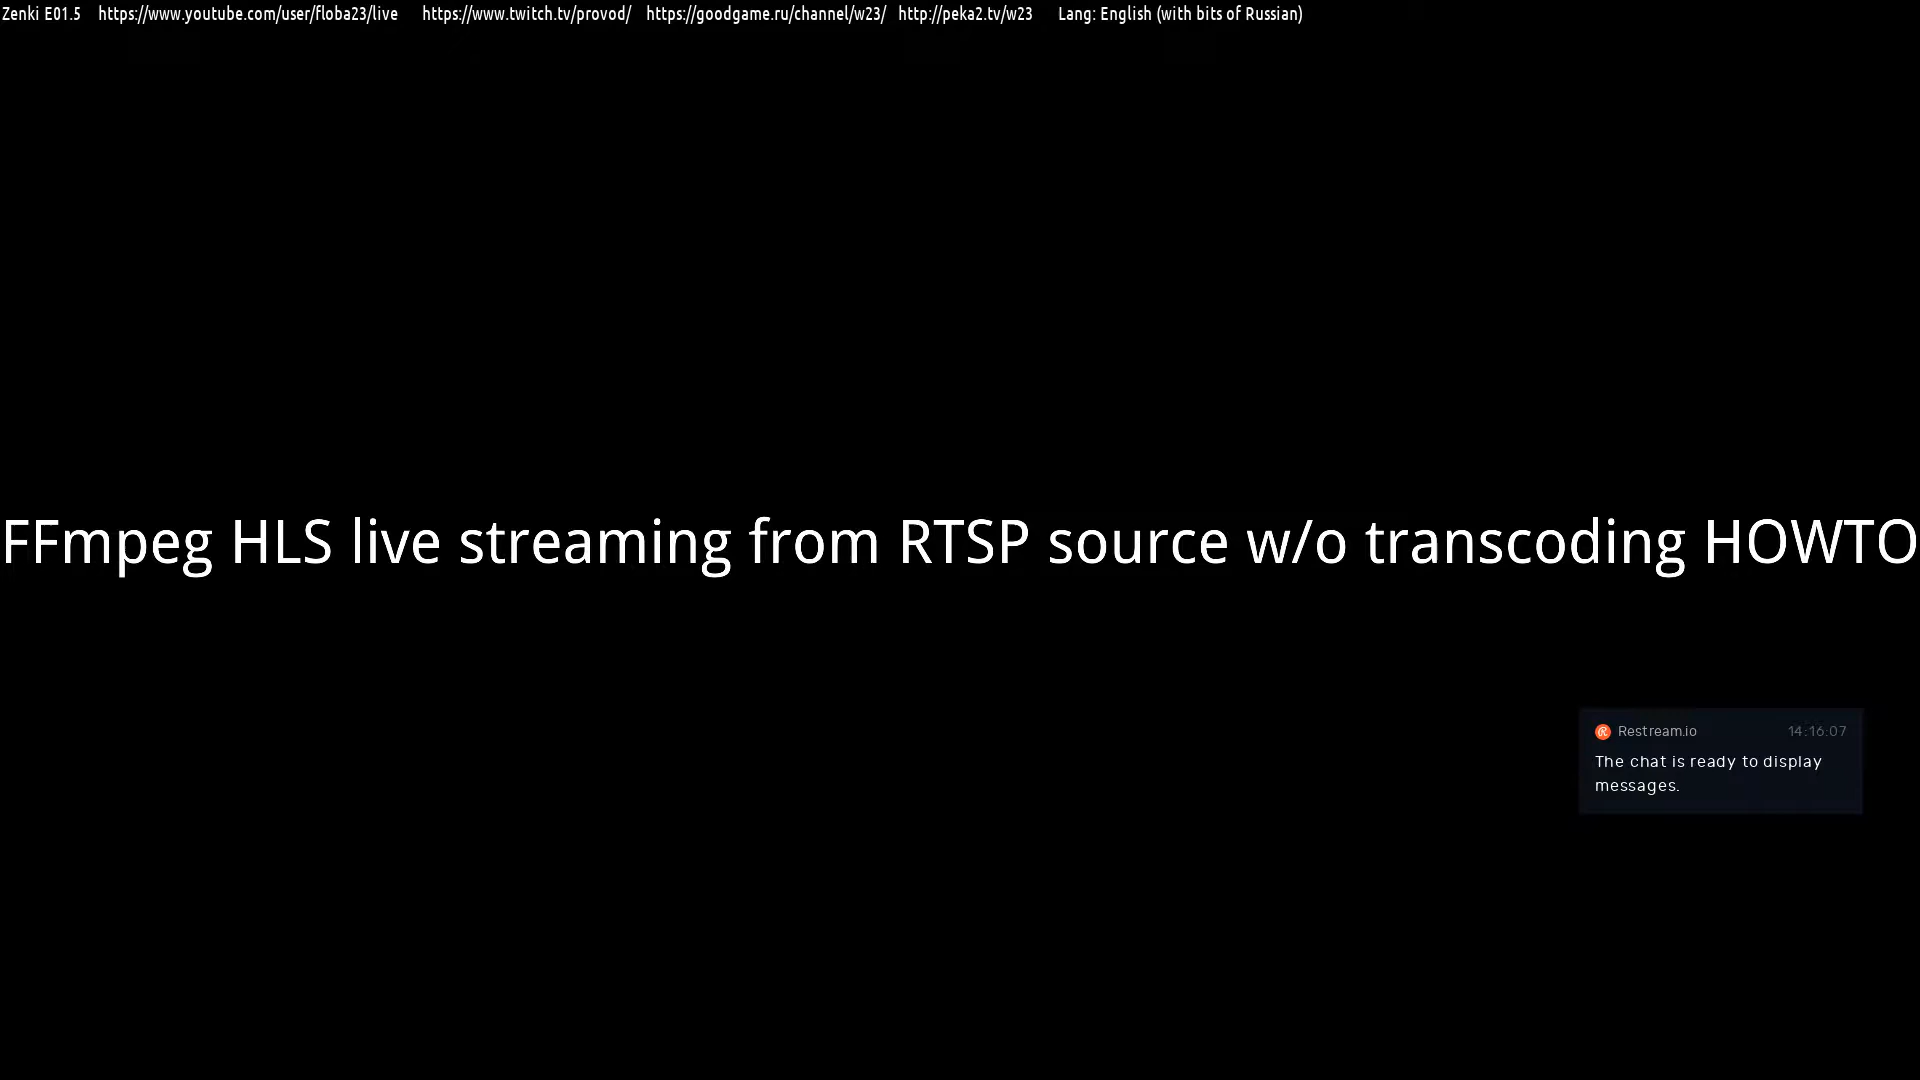 Zenki E01.5 https://www.youtube.com/user/floba23/live https://www.twitch.tv/provod/ https://goodgame.ru/channel/w23/ http://peka2.tv/w23 Lang: English (with bits of Russian)
FFmpeg HLS live streaming from RTSP source w/o transcoding HOWTO
Restream.io 14:16:07
The chat is ready to display
messages.